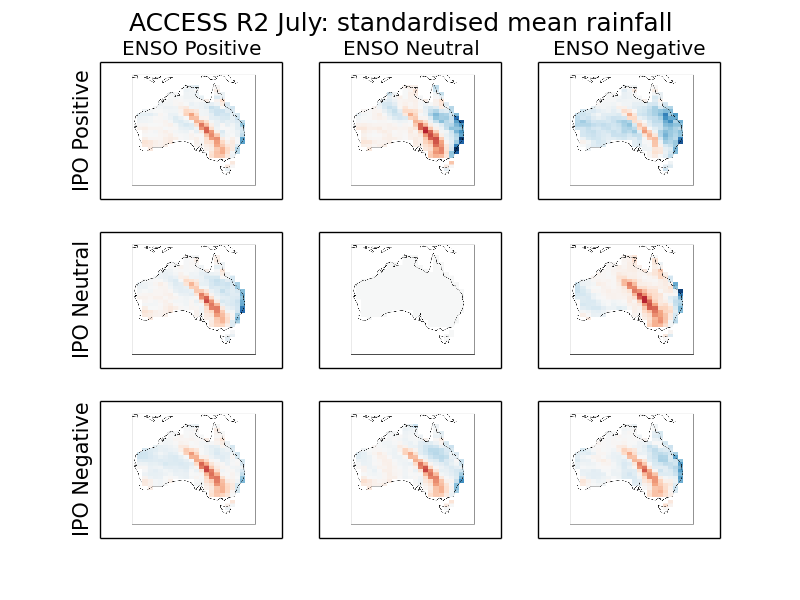 ACCESS R2 July: standardised mean rainfall
ENSO Positive
ENSO Neutral
ENSO Negative
IPO Positive
IPO Neutral
IPO Negative